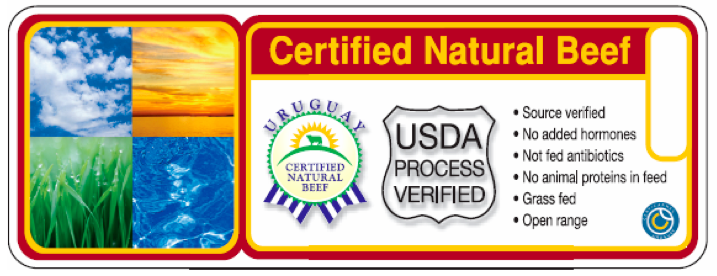 Certified Natural Beef
URUGUAY
CERTIFIED
NATURAL
BEEF
USDA
PROCESS
VERIFIED
• Source verified
• No added hormones
• Not fed antibiotics
• No animal proteins in feed
• Grass fed
• Open range